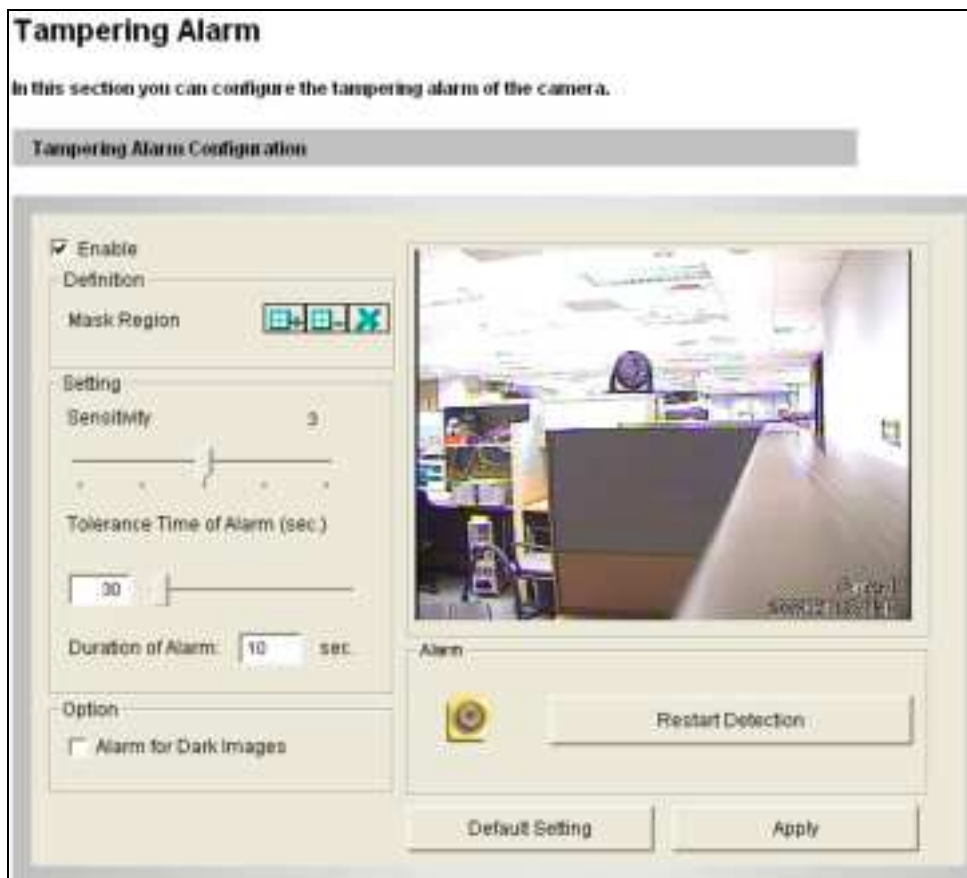 Tampering Alarm
In this section you can configure the tampering alarm of the camera.
Tampering Alarm Configuration
Enable
Definition
Mask Region
Setting
Sensitivity 3
Tolerance Time of Alarm (sec.)
30
Duration of Alarm: 10 sec.
Option
Alarm for Dark Images
Alarm
Restart Detection
Default Setting
Apply